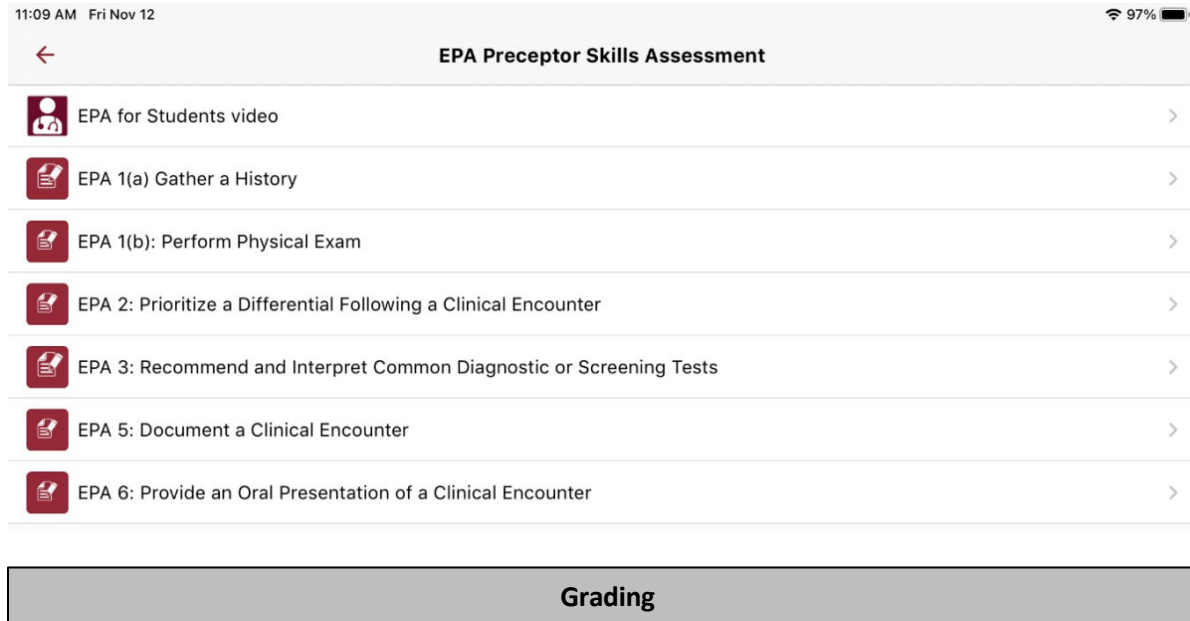 11:09 AM Fri Nov 12 97%
EPA Preceptor Skills Assessment
EPA for Students video
EPA 1(a) Gather a History
EPA 1(b): Perform Physical Exam
EPA 2: Prioritize a Differential Following a Clinical Encounter
EPA 3: Recommend and Interpret Common Diagnostic or Screening Tests
EPA 5: Document a Clinical Encounter
EPA 6: Provide an Oral Presentation of a Clinical Encounter
Grading